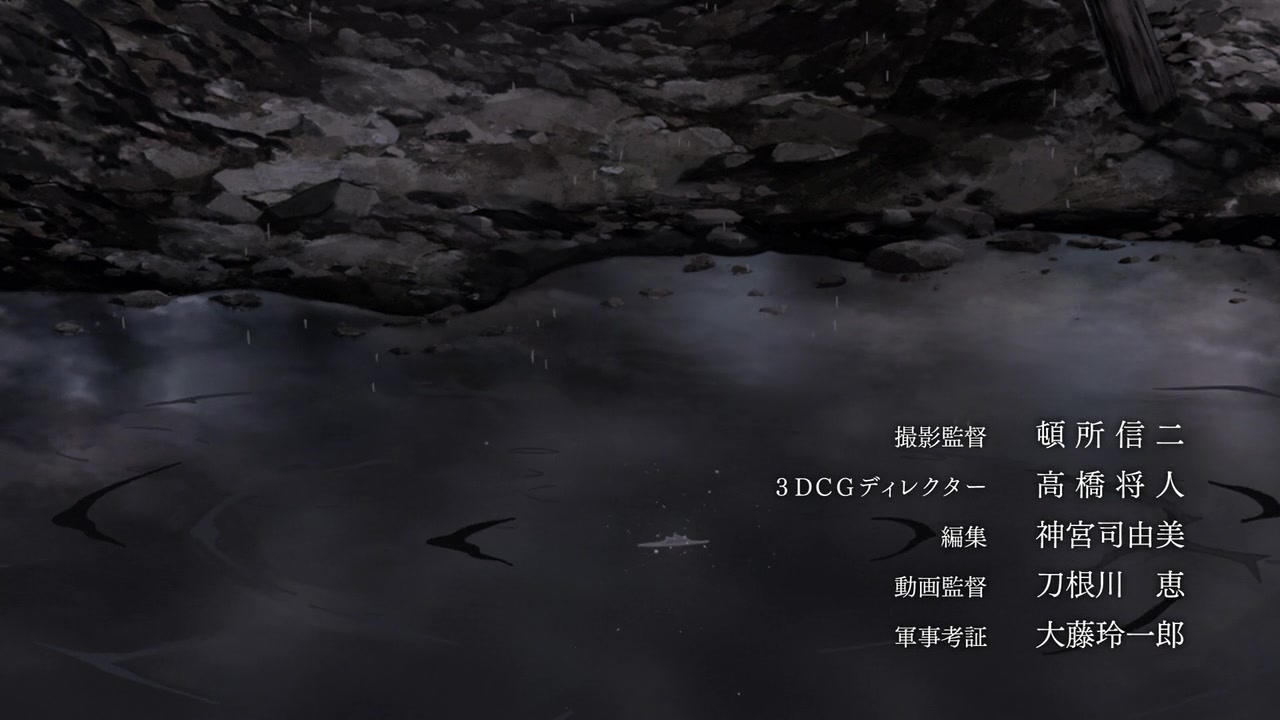 撮影監督 頓所信二
3DCGディレクター 高橋将人
編集 神宮司由美
動画監督 刀根川 恵
軍事考証 大藤玲一郎